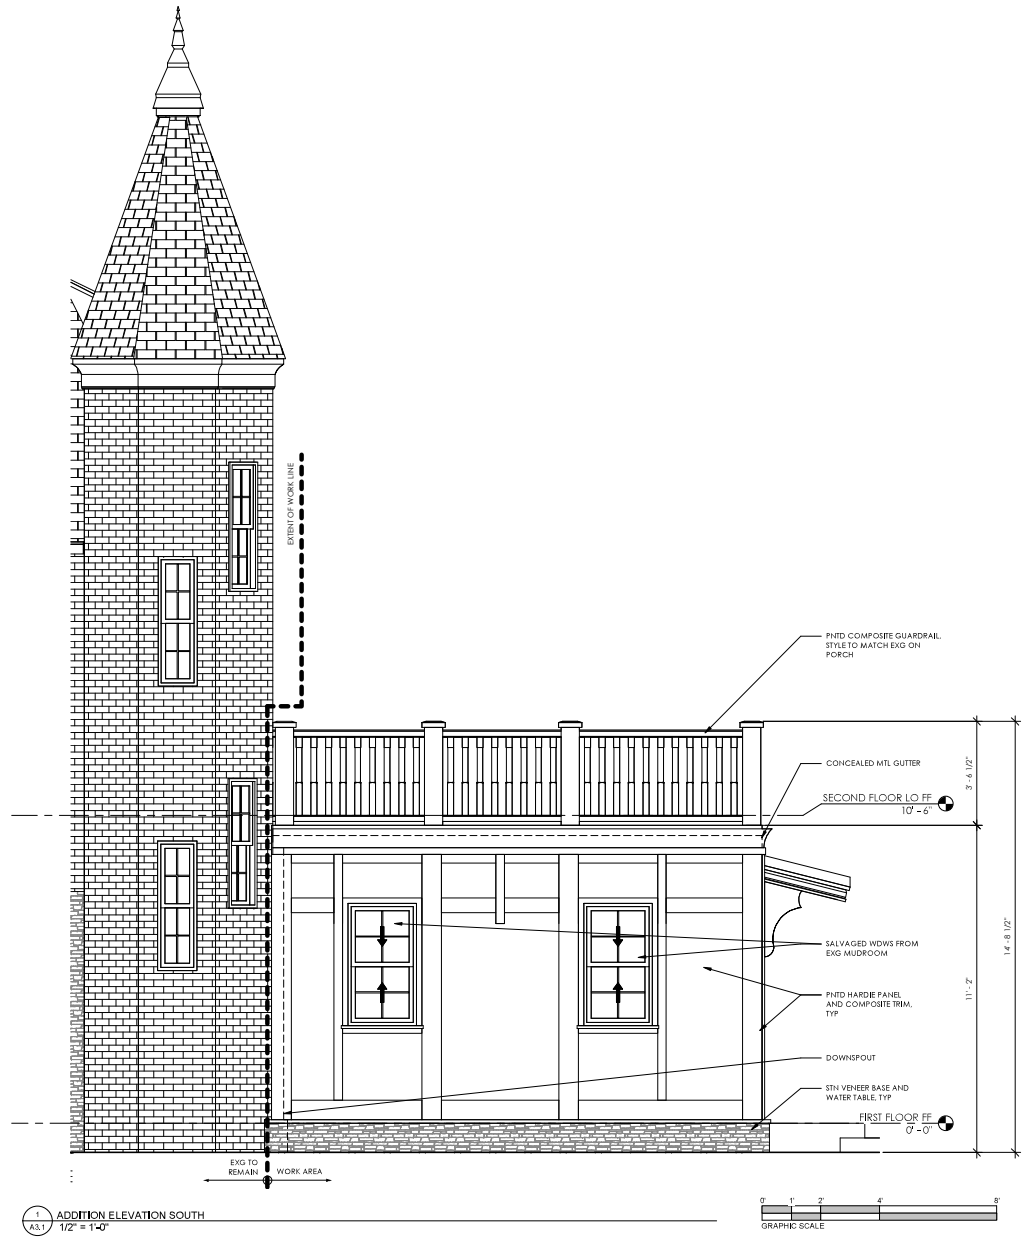 EXTENT OF WORK LINE
PNTD COMPOSITE GUARDRAIL,
STYLE TO MATCH EXG ON
PORCH
CONCEALED MTL GUTTER
SECOND FLOOR LO FF
10' - 6"
3' - 6 1/2"
14' - 8 1/2"
11' - 2"
SALVAGED WDWS FROM
EXG MUDROOM
PNTD HARDIE PANEL
AND COMPOSITE TRIM,
TYP
DOWNSPOUT
STN VENEER BASE AND
WATER TABLE, TYP
FIRST FLOOR FF
0' - 0"
EXG TO
REMAIN
WORK AREA
1
A3.1
ADDITION ELEVATION SOUTH
1/2" = 1'-0"
0' 1' 2' 4' 8'
GRAPHIC SCALE